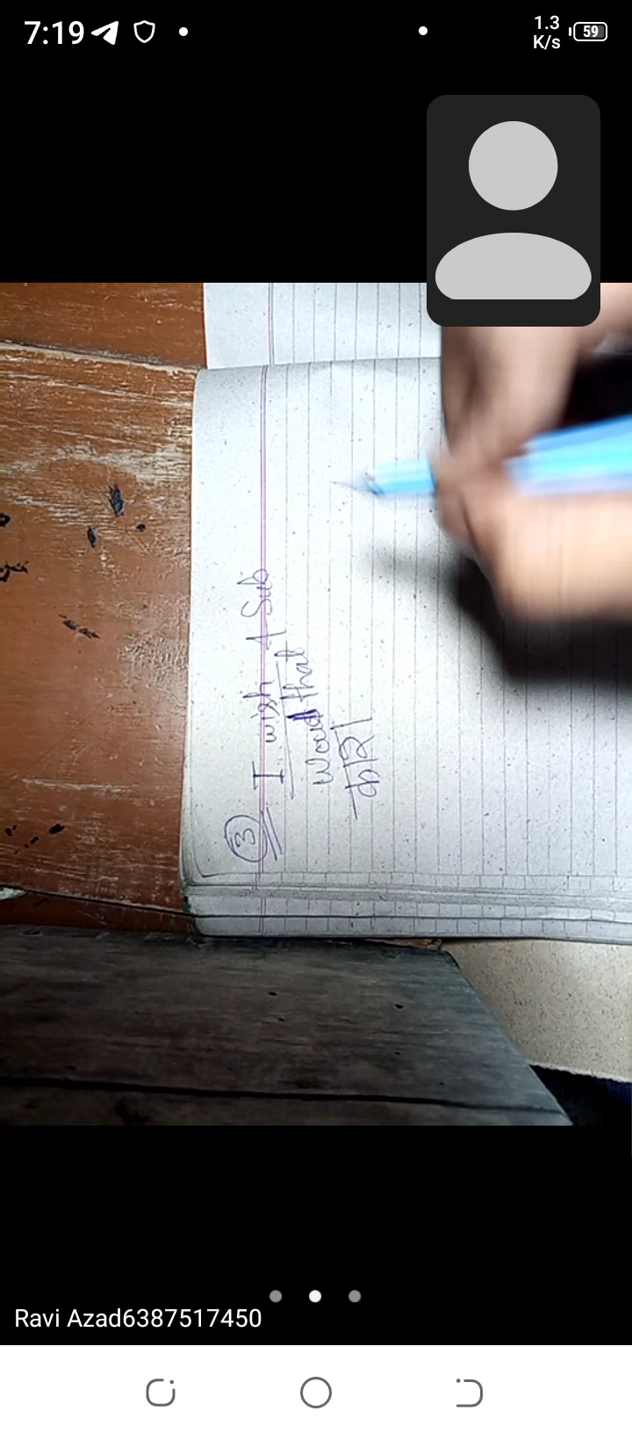 7:19
1.3
K/s
59
③ I wish + Sub
Would that
काश
Ravi Azad6387517450